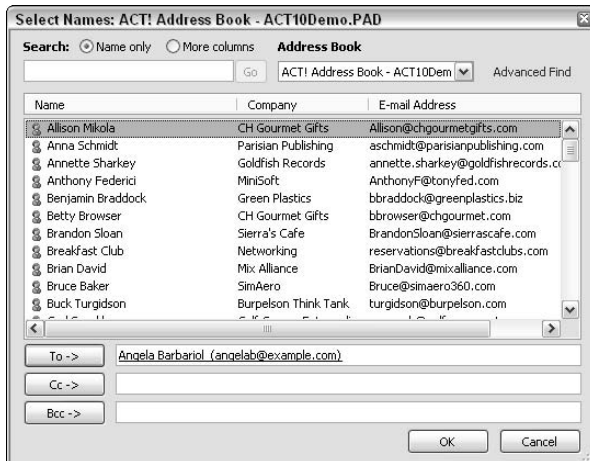 Select Names: ACT! Address Book - ACT10Demo.PAD
Search: Name only More columns Address Book
Go ACT! Address Book - ACT10Dem Advanced Find
Name Company E-mail Address
Allison Mikola CH Gourmet Gifts Allison@chgourmetgifts.com
Anna Schmidt Parisian Publishing aschmidt@parisianpublishing.com
Annette Sharkey Goldfish Records annette.sharkey@goldfishrecords.co
Anthony Federici MiniSoft AnthonyF@tonyfed.com
Benjamin Braddock Green Plastics bbraddock@greenplastics.biz
Betty Browser CH Gourmet Gifts bbrowser@chgourmet.com
Brandon Sloan Sierra's Cafe BrandonSloan@sierrascafe.com
Breakfast Club Networking reservations@breakfastclubs.com
Brian David Mix Alliance BrianDavid@mixalliance.com
Bruce Baker SimAero Bruce@simaero360.com
Buck Turgidson Burpelson Think Tank turgidson@burpelson.com
To -> Angela Barbariol (angelab@example.com)
Cc ->
Bcc ->
OK Cancel